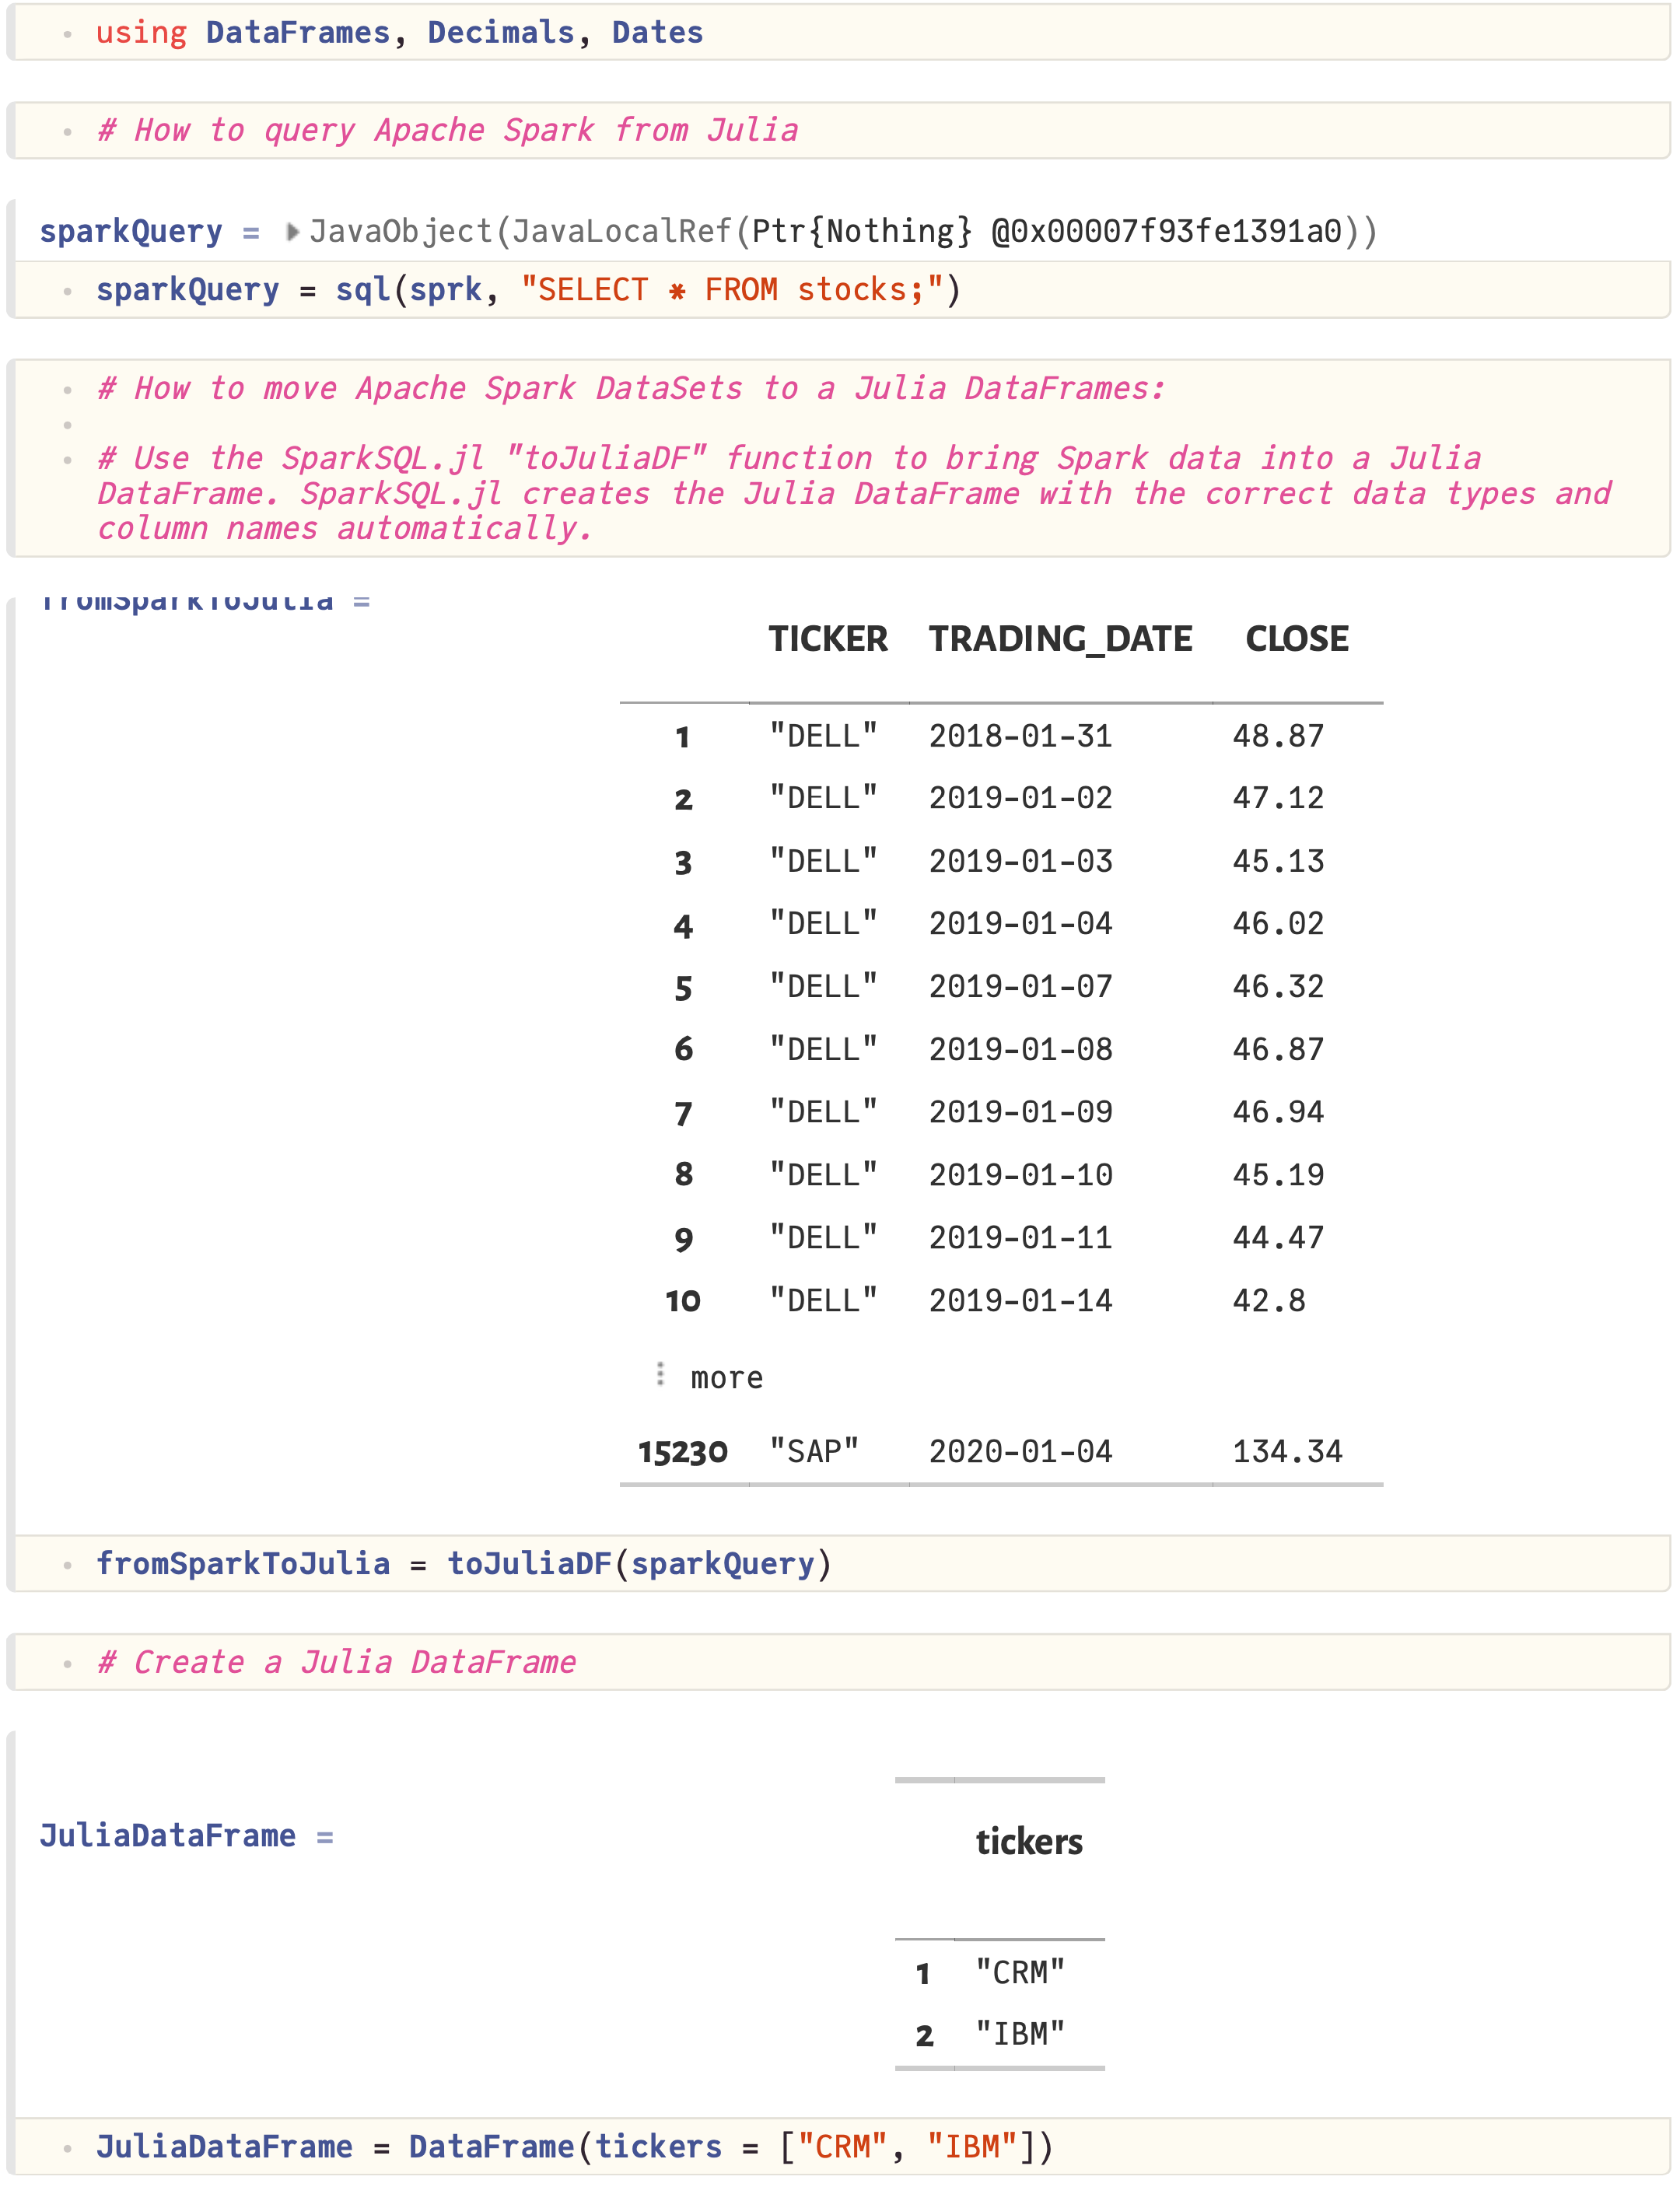 using DataFrames, Decimals, Dates
# How to query Apache Spark from Julia
sparkQuery = JavaObject(JavaLocalRef(Ptr{Nothing} @0x00007f93fe1391a0))
sparkQuery = sql(sprk, "SELECT * FROM stocks;")
# How to move Apache Spark DataSets to a Julia DataFrames:
# Use the SparkSQL.jl "toJuliaDF" function to bring Spark data into a Julia
DataFrame. SparkSQL.jl creates the Julia DataFrame with the correct data types and
column names automatically.
fromSparkToJulia =
TICKER TRADING_DATE CLOSE
1 "DELL" 2018-01-31 48.87
2 "DELL" 2019-01-02 47.12
3 "DELL" 2019-01-03 45.13
4 "DELL" 2019-01-04 46.02
5 "DELL" 2019-01-07 46.32
6 "DELL" 2019-01-08 46.87
7 "DELL" 2019-01-09 46.94
8 "DELL" 2019-01-10 45.19
9 "DELL" 2019-01-11 44.47
10 "DELL" 2019-01-14 42.8
⋮ more
15230 "SAP" 2020-01-04 134.34
fromSparkToJulia = toJuliaDF(sparkQuery)
# Create a Julia DataFrame
JuliaDataFrame =
tickers
1 "CRM"
2 "IBM"
JuliaDataFrame = DataFrame(tickers = ["CRM", "IBM"])